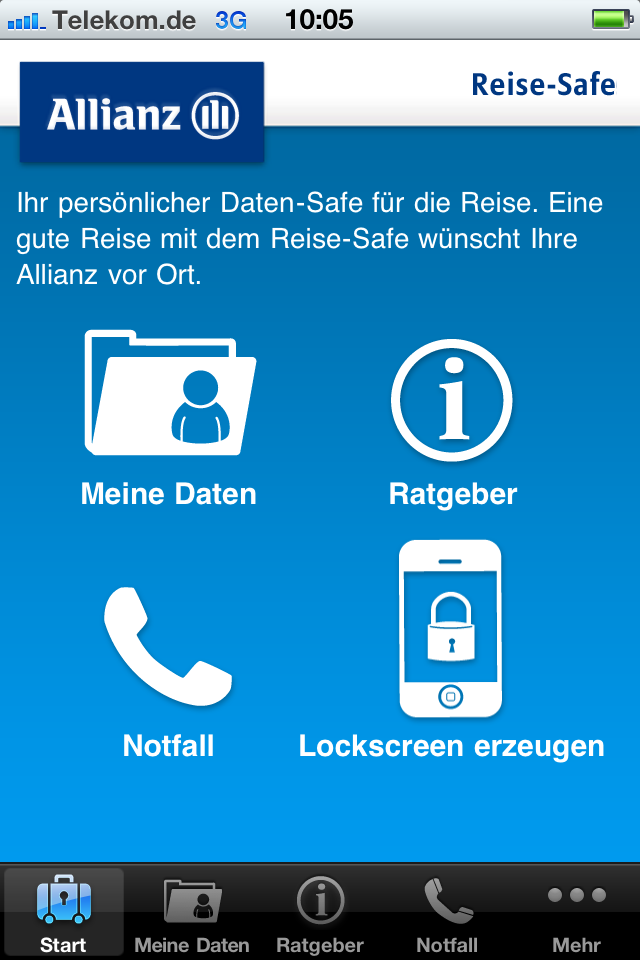 Telekom.de 3G 10:05
Allianz
Reise-Safe
Ihr persönlicher Daten-Safe für die Reise. Eine
gute Reise mit dem Reise-Safe wünscht Ihre
Allianz vor Ort.
Meine Daten
Ratgeber
Notfall
Lockscreen erzeugen
Start
Meine Daten
Ratgeber
Notfall
Mehr